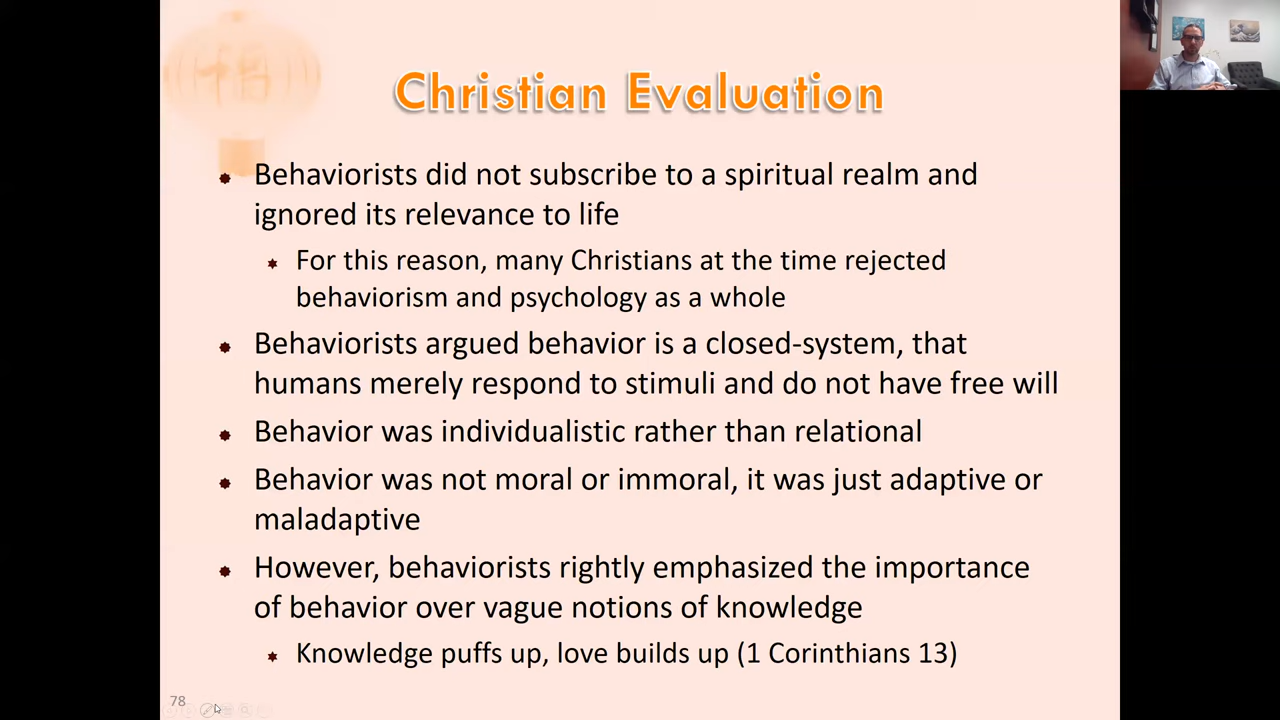 福
Christian Evaluation
Behaviorists did not subscribe to a spiritual realm and
ignored its relevance to life
For this reason, many Christians at the time rejected
behaviorism and psychology as a whole
Behaviorists argued behavior is a closed-system, that
humans merely respond to stimuli and do not have free will
Behavior was individualistic rather than relational
Behavior was not moral or immoral, it was just adaptive or
maladaptive
However, behaviorists rightly emphasized the importance
of behavior over vague notions of knowledge
Knowledge puffs up, love builds up (1 Corinthians 13)
78